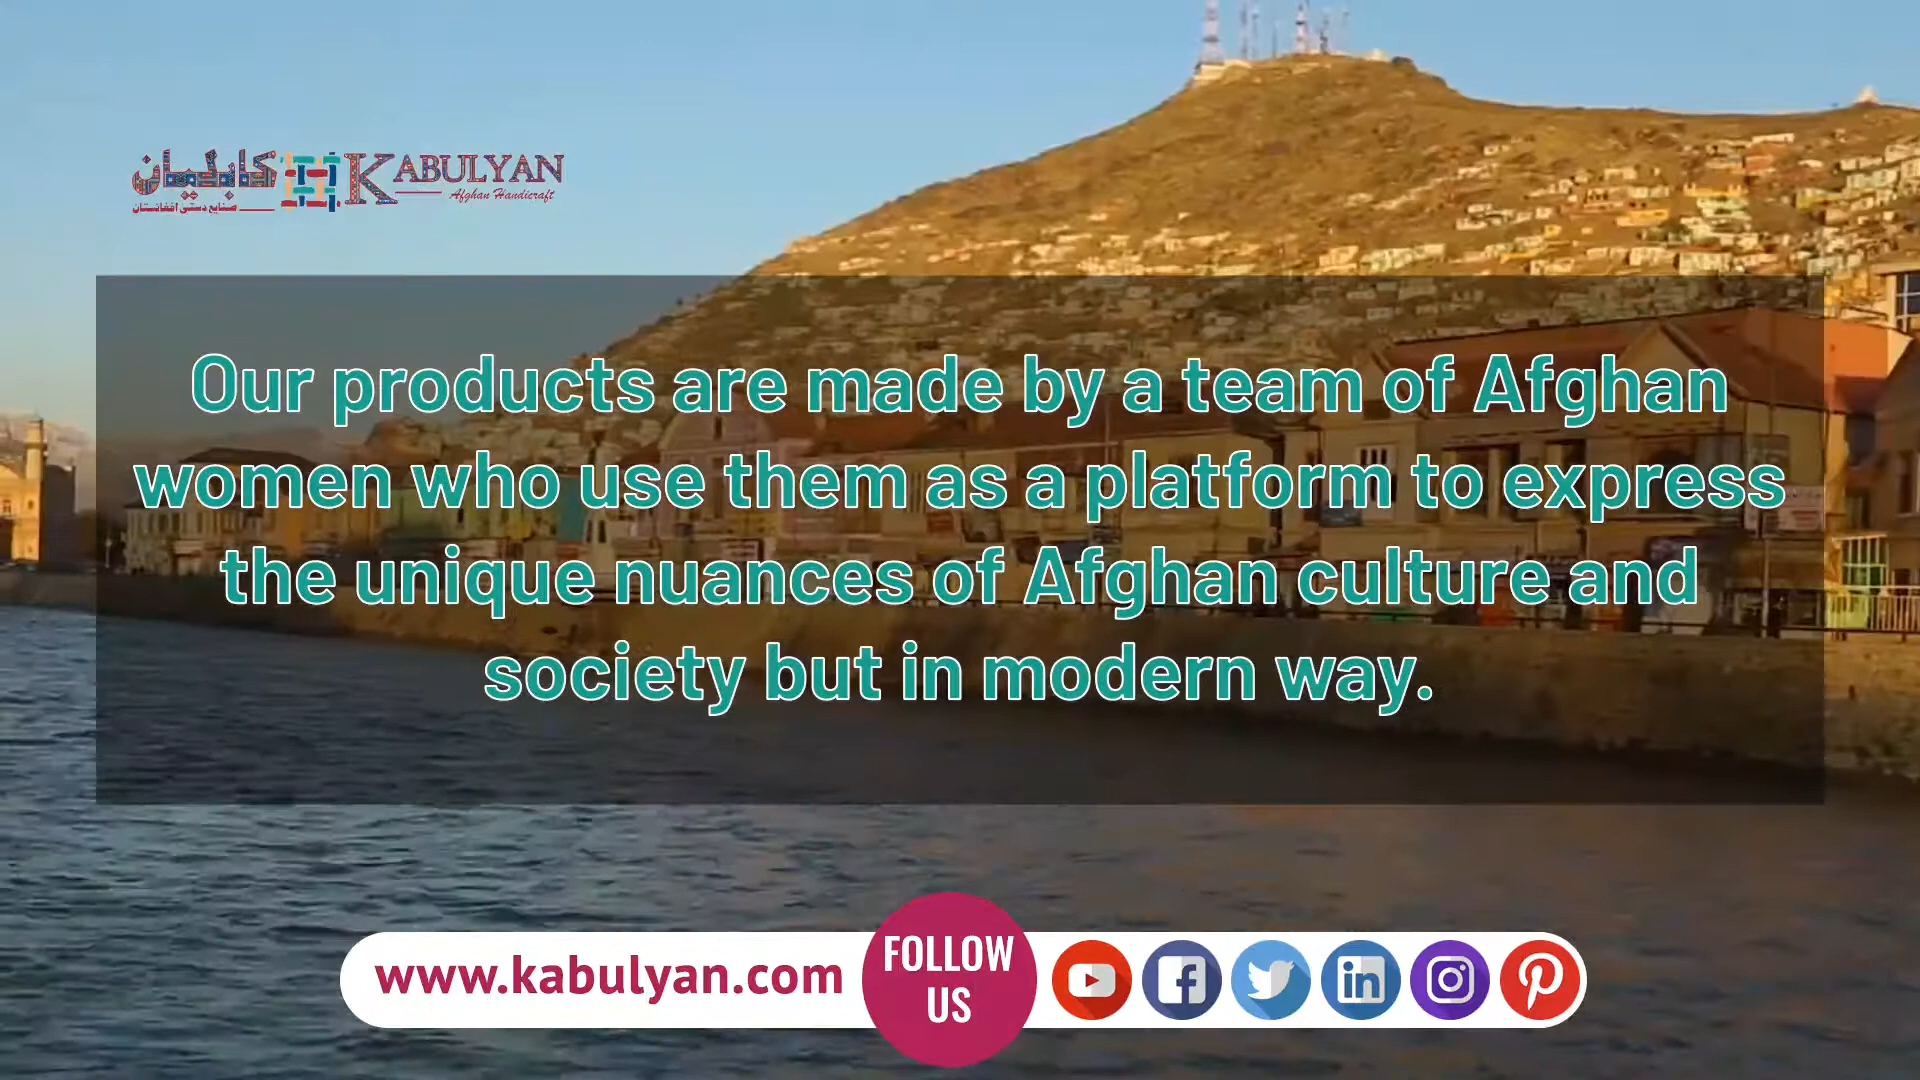 کابلیان
صنایع دستی افغانستان
KABULYAN
Afghan Handicraft
Our products are made by a team of Afghan
women who use them as a platform to express
the unique nuances of Afghan culture and
society but in modern way.
www.kabulyan.com
FOLLOW
US